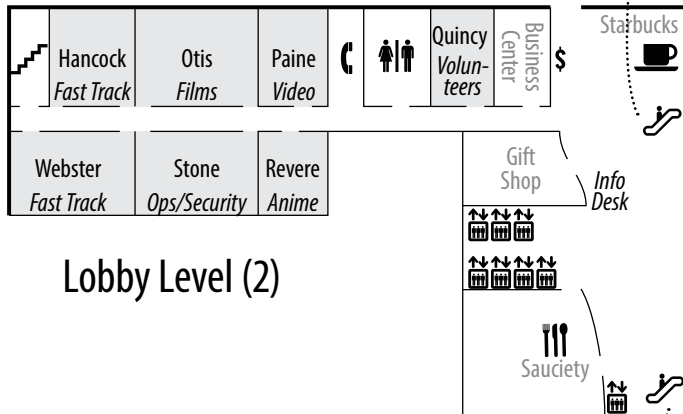 Hancock
Fast Track
Otis
Films
Paine
Video
Quincy
Volun-
teers
Business
Center
$
Starbucks
Webster
Fast Track
Stone
Ops/Security
Revere
Anime
Gift
Shop
Info
Desk
Lobby Level (2)
Sauciety